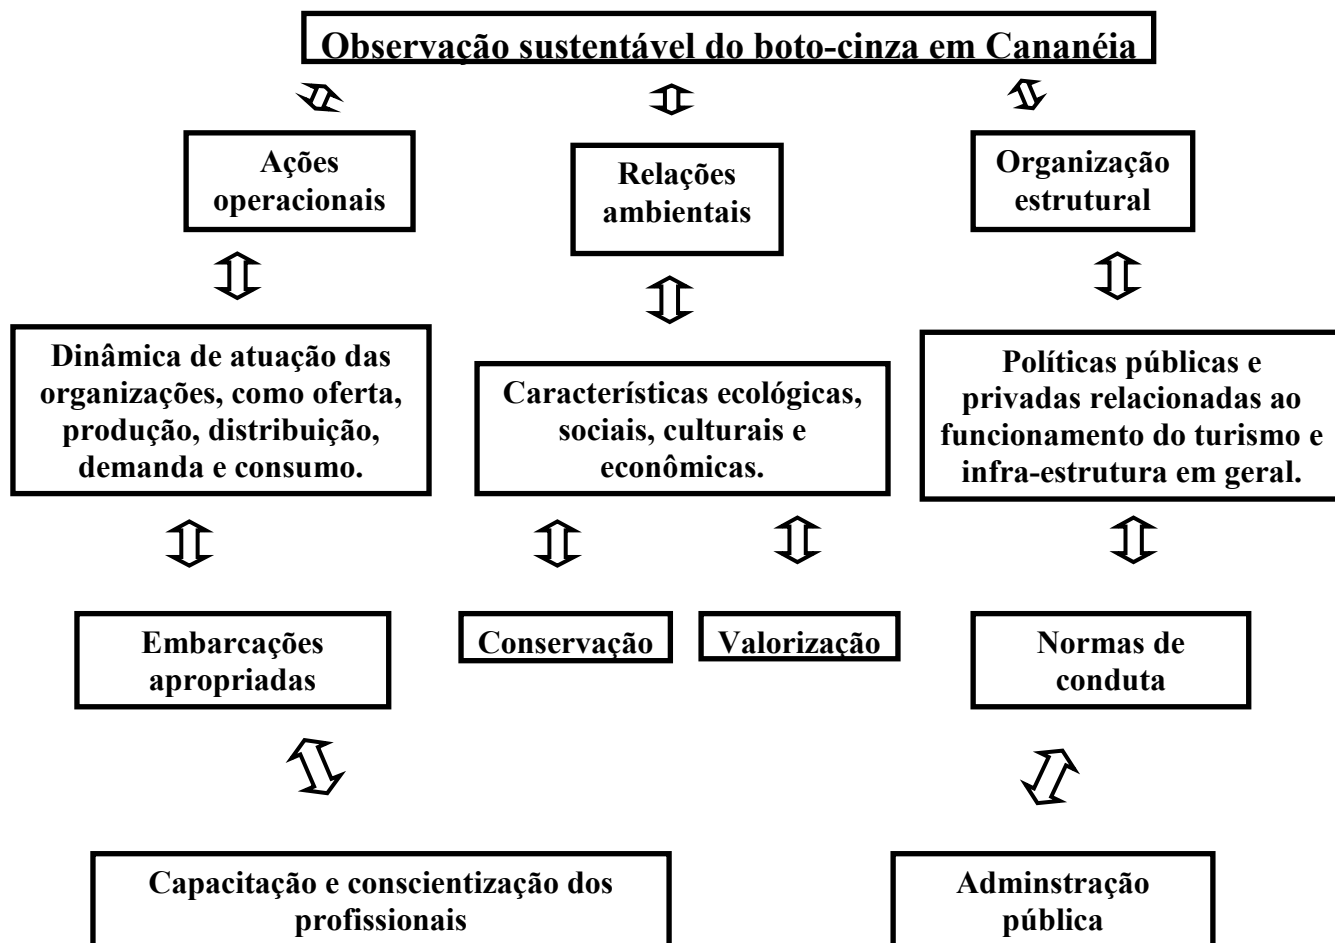 Observação sustentável do boto-cinza em Cananéia
Ações
operacionais
Relações
ambientais
Organização
estrutural
Dinâmica de atuação das
organizações, como oferta,
produção, distribuição,
demanda e consumo.
Características ecológicas,
sociais, culturais e
econômicas.
Políticas públicas e
privadas relacionadas ao
funcionamento do turismo e
infra-estrutura em geral.
Embarcações
apropriadas
Conservação
Valorização
Normas de
conduta
Capacitação e conscientização dos
profissionais
Adminstração
pública